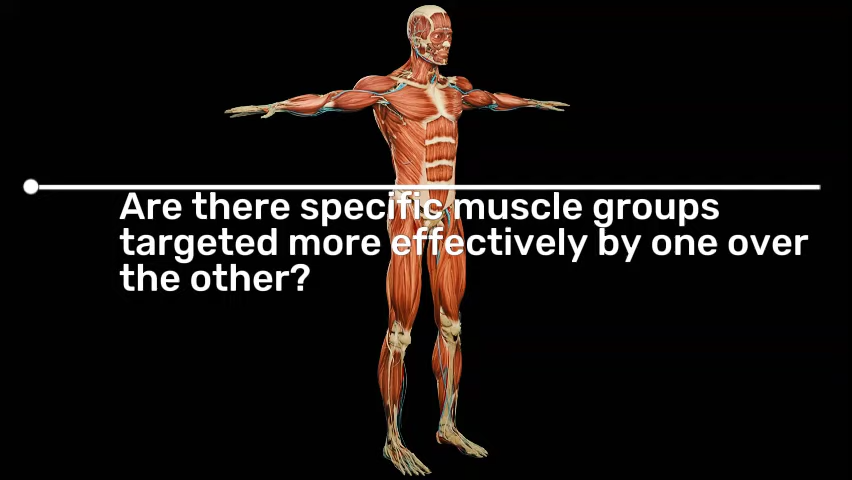 Are there specific muscle groups
targeted more effectively by one over
the other?